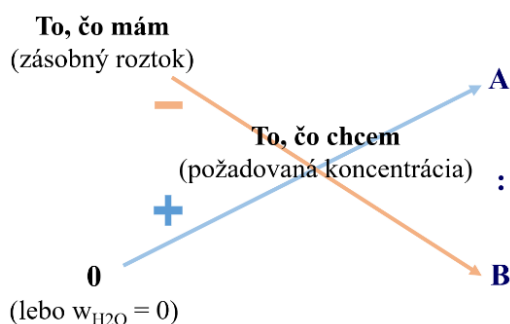 To, čo mám
(zásobný roztok)
A
−
To, čo chcem
(požadovaná koncentrácia)
:
+
0
B
(lebo wH2O = 0)